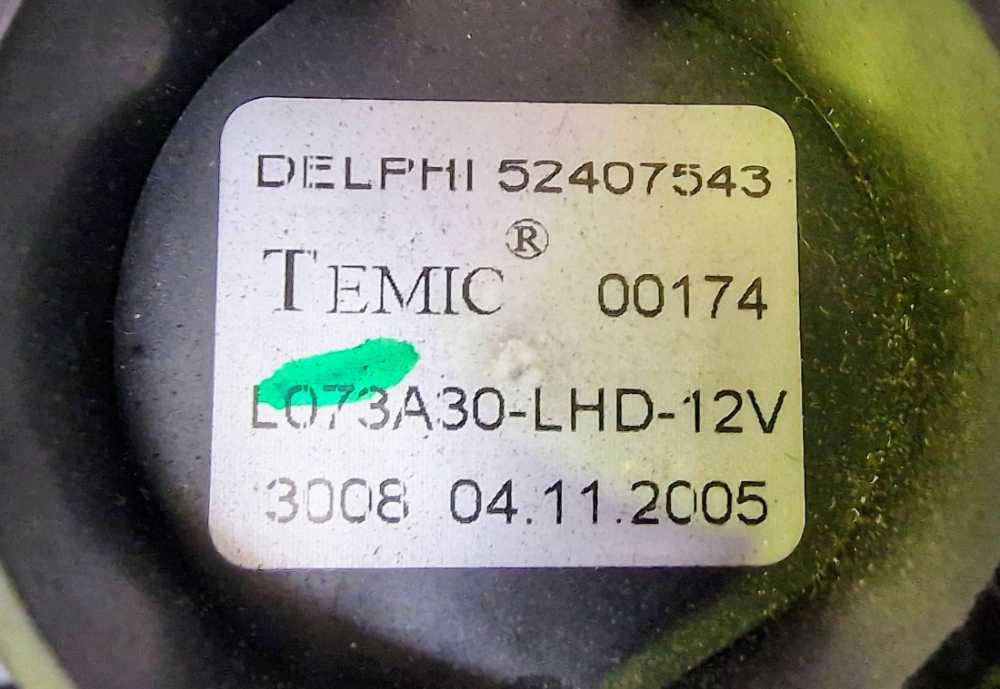 DELPHI 52407543
TEMIC® 00174
L073A30-LHD-12V
3008 04.11.2005